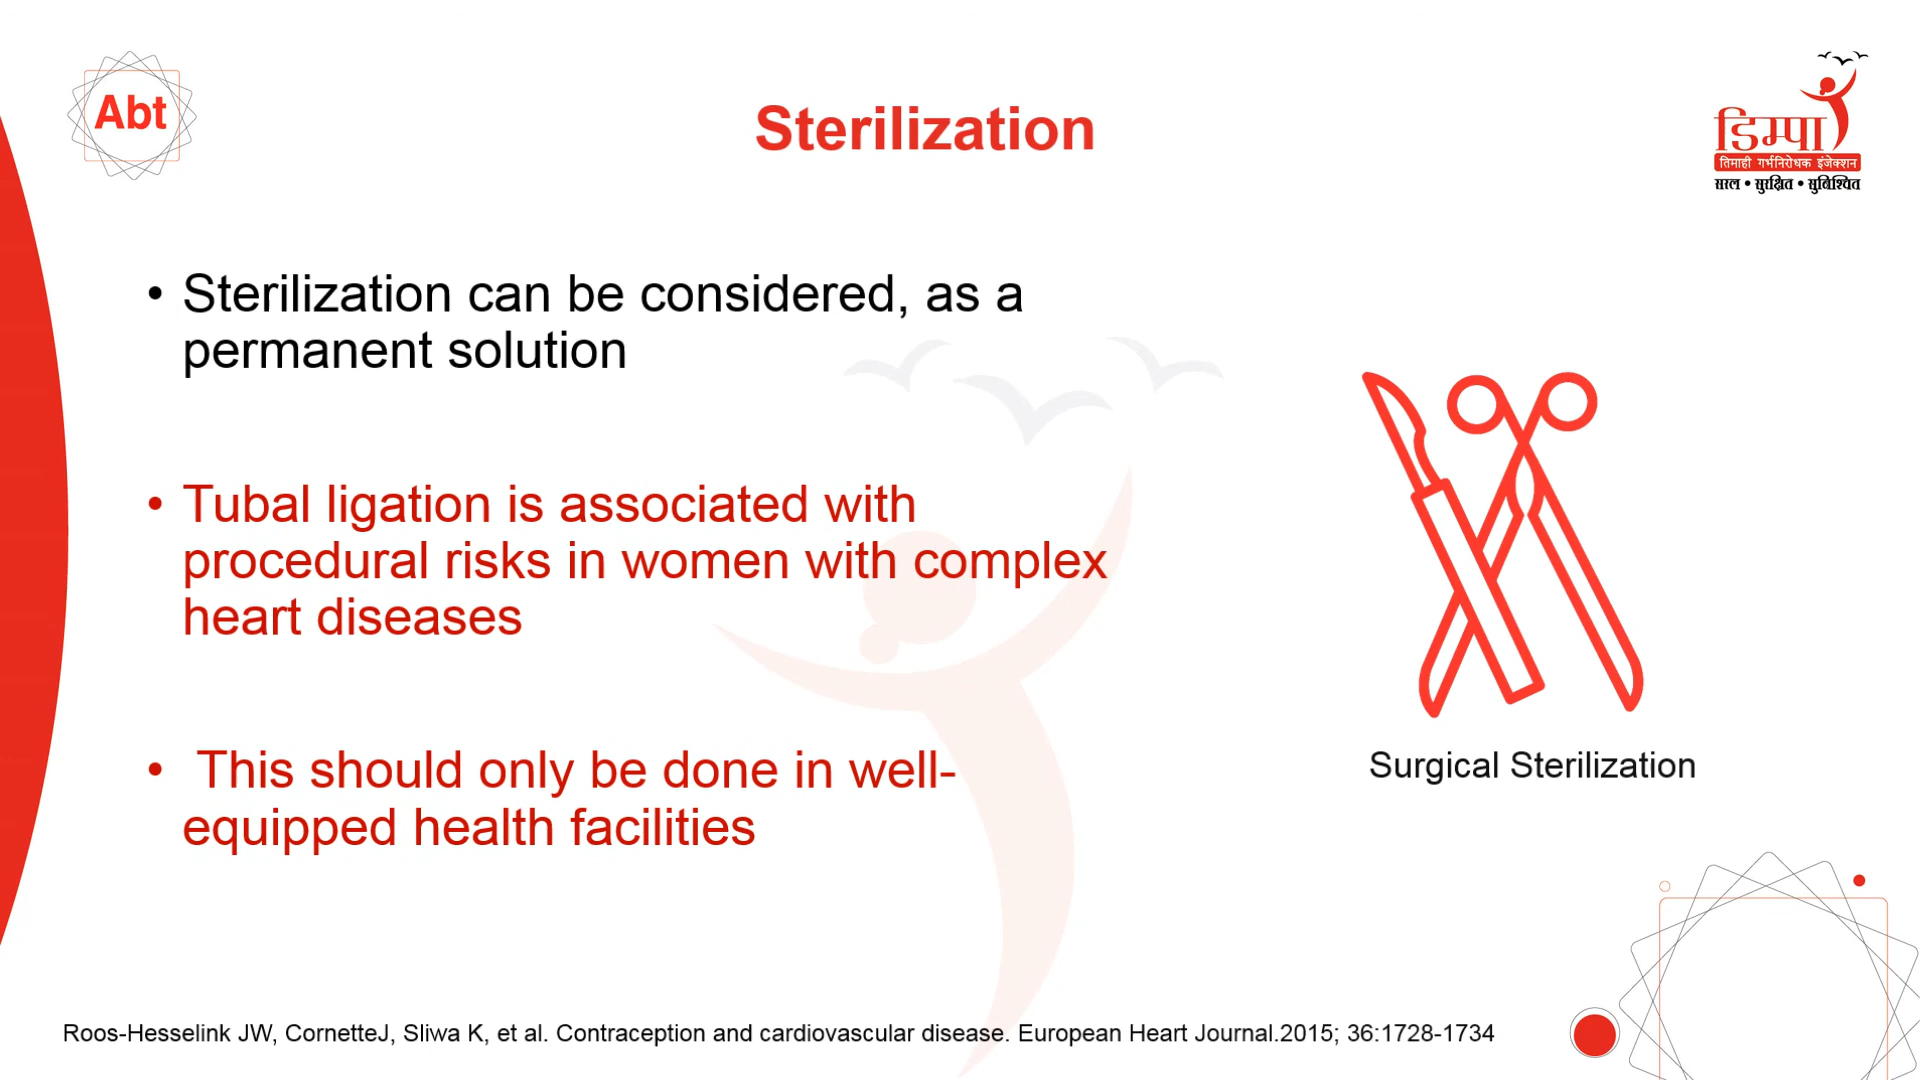 Abt
Sterilization
डिम्पा
तिमाही गर्भनिरोधक इंजेक्शन
सरल • सुरक्षित • सुनिश्चित
• Sterilization can be considered, as a
permanent solution
• Tubal ligation is associated with
procedural risks in women with complex
heart diseases
• This should only be done in well-
equipped health facilities
Surgical Sterilization
Roos-Hesselink JW, CornetteJ, Sliwa K, et al. Contraception and cardiovascular disease. European Heart Journal.2015; 36:1728-1734